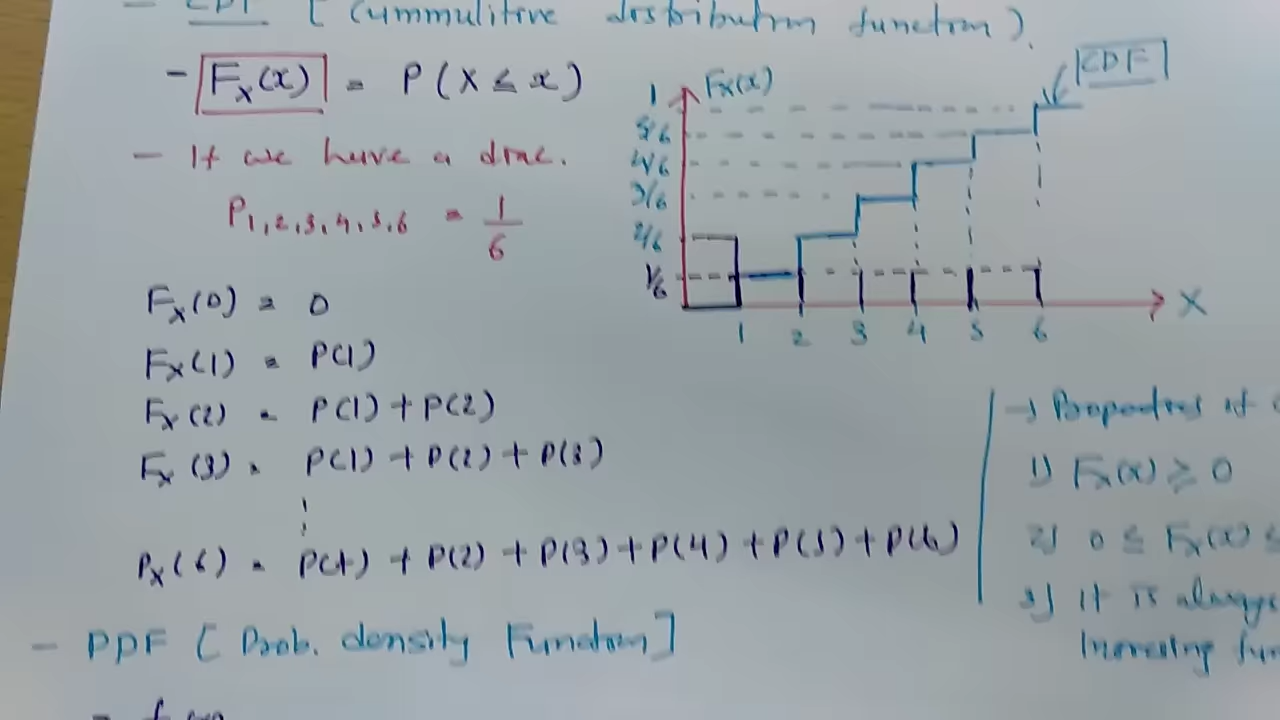 - CDF [ Cummulitive distribution function ).
- Fx(x) = P( X ≤ x )
- If we have a dice.
P1,2,3,4,5,6 = 1/6
Fx(0) = 0
Fx(1) = P(1)
Fx(2) = P(1) + P(2)
Fx(3) = P(1) + P(2) + P(3)
Px(6) = P(1) + P(2) + P(3) + P(4) + P(5) + P(6)
- PDF [ Prob. density Function ]
Fx(x)
CDF
1
5/6
4/6
3/6
2/6
1/6
1 2 3 4 5 6
X
→ Properties of
1) Fx(x) ≥ 0
2) 0 ≤ Fx(x) ≤
3) it is always
Increasing